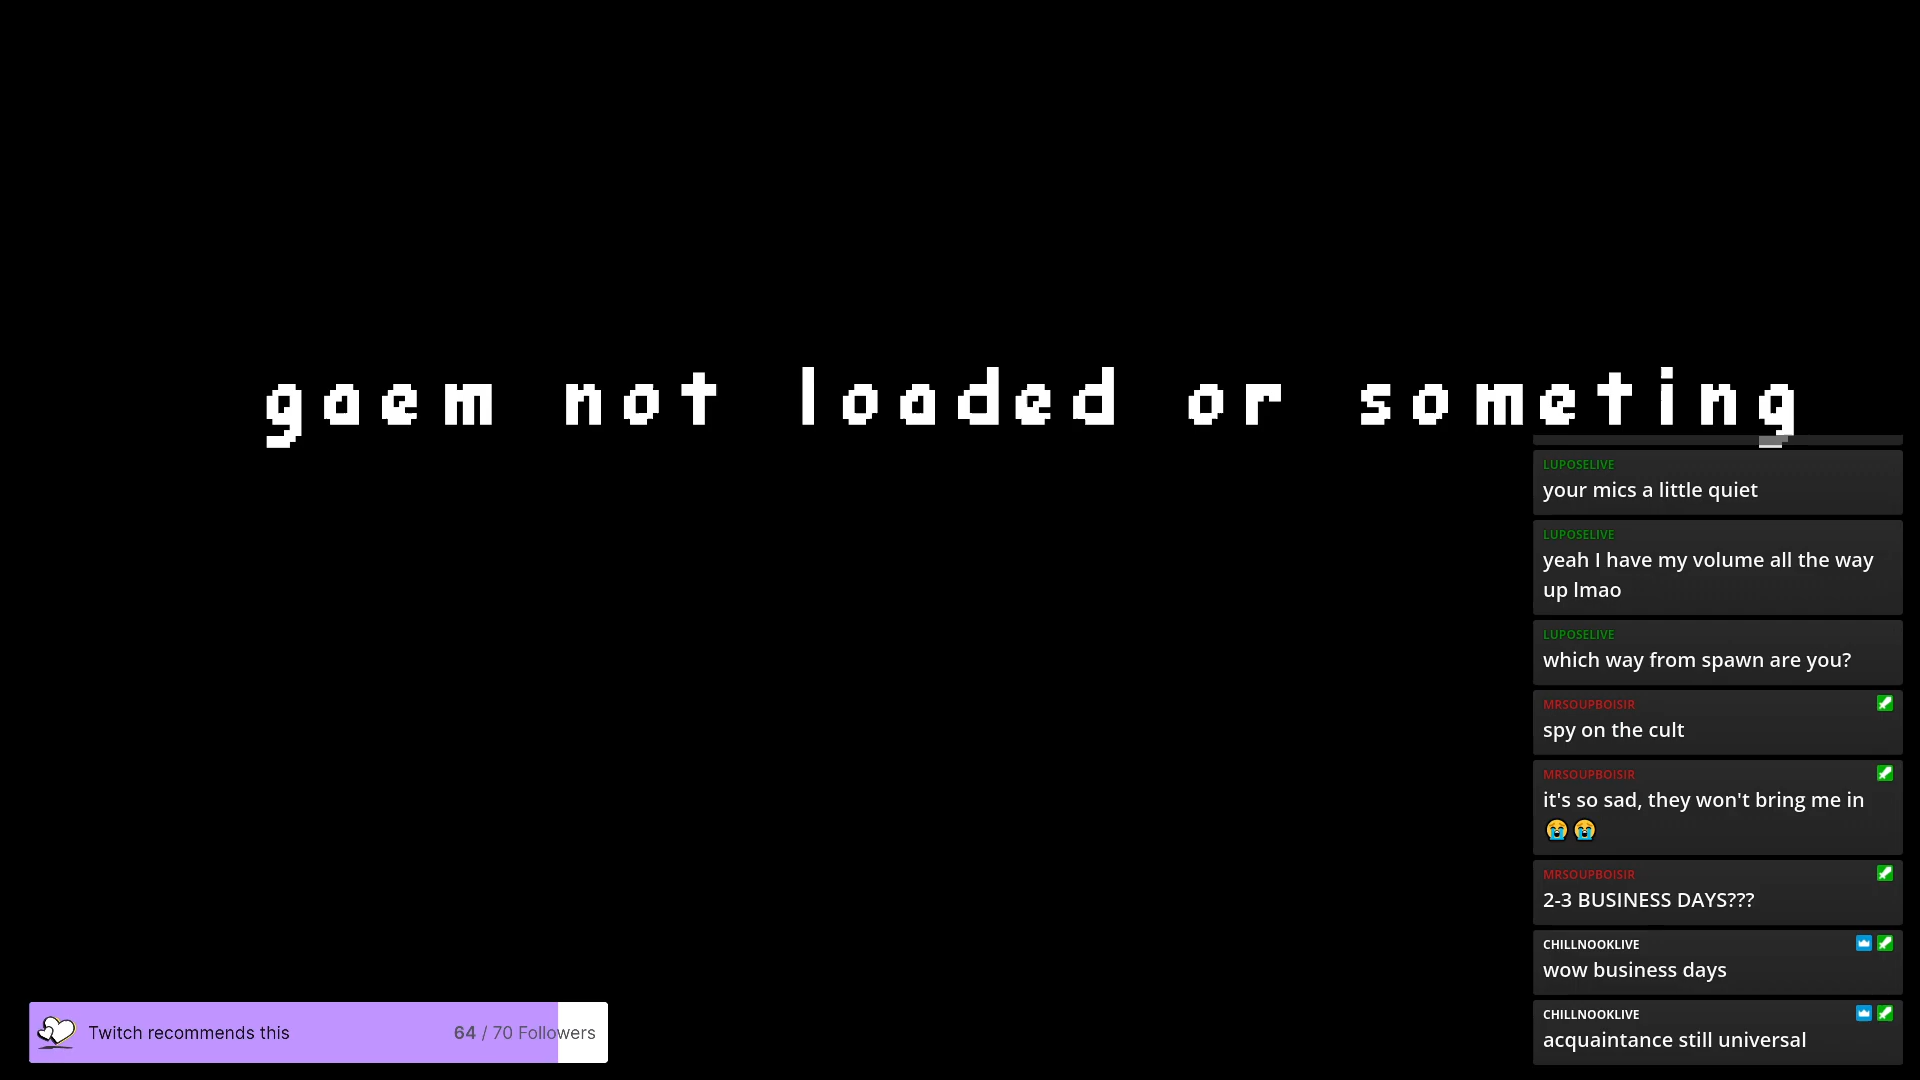 gaem not loaded or someting
LUPOSELIVE
your mics a little quiet
LUPOSELIVE
yeah I have my volume all the way
up lmao
LUPOSELIVE
which way from spawn are you?
MRSOUPBOISIR
spy on the cult
MRSOUPBOISIR
it's so sad, they won't bring me in
😭😭
MRSOUPBOISIR
2-3 BUSINESS DAYS???
CHILLNOOKLIVE
wow business days
CHILLNOOKLIVE
acquaintance still universal
Twitch recommends this 64 / 70 Followers